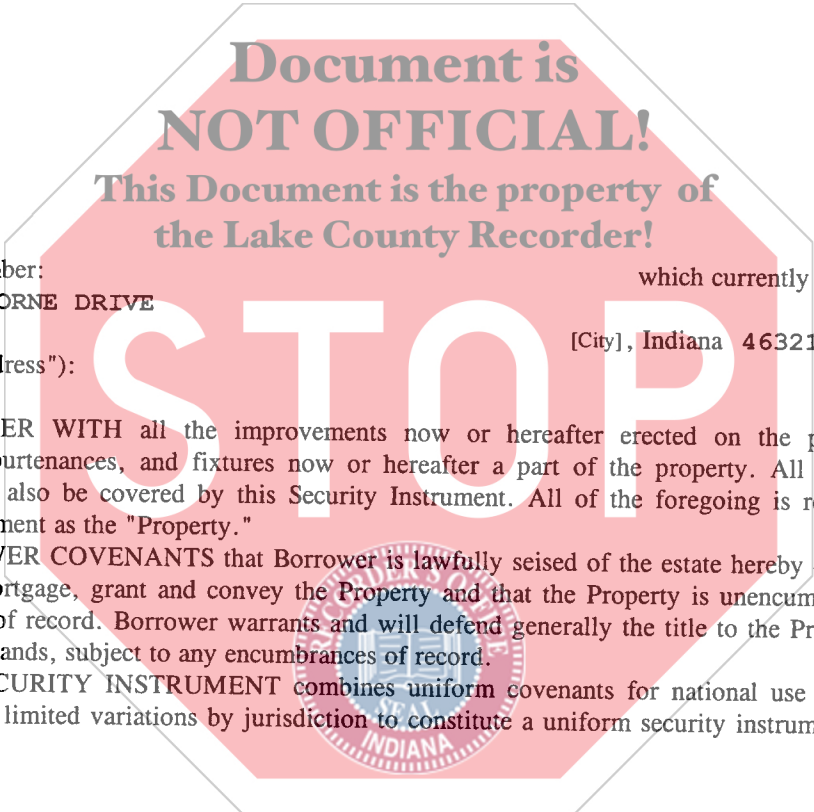 Document is
NOT OFFICIAL!
This Document is the property of
the Lake County Recorder!
ber:
which currently
ORNE DRIVE
[City], Indiana 46321
ress"):
STOP
ER WITH all the improvements now or hereafter erected on the p
urtenances, and fixtures now or hereafter a part of the property. All
also be covered by this Security Instrument. All of the foregoing is re
ment as the "Property."
VER COVENANTS that Borrower is lawfully seised of the estate hereby
ortgage, grant and convey the Property and that the Property is unencum
of record. Borrower warrants and will defend generally the title to the Pr
ands, subject to any encumbrances of record.
CURITY INSTRUMENT combines uniform covenants for national use
limited variations by jurisdiction to constitute a uniform security instrum
RECORDER'S OFFICE
SEAL
INDIANA